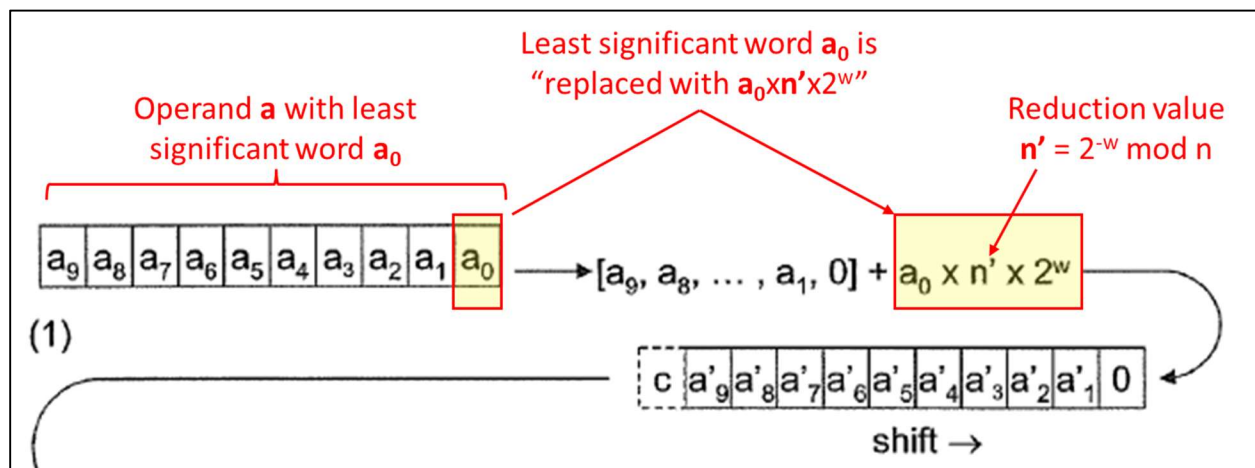 Least significant word a₀ is
“replaced with a₀xn’x2ʷ”
Operand a with least
significant word a₀
Reduction value
n’ = 2⁻ʷ mod n
a₉ a₈ a₇ a₆ a₅ a₄ a₃ a₂ a₁ a₀ → [a₉, a₈, ... , a₁, 0] + a₀ x n’ x 2ʷ
(1)
c a’₉ a’₈ a’₇ a’₆ a’₅ a’₄ a’₃ a’₂ a’₁ 0
shift →